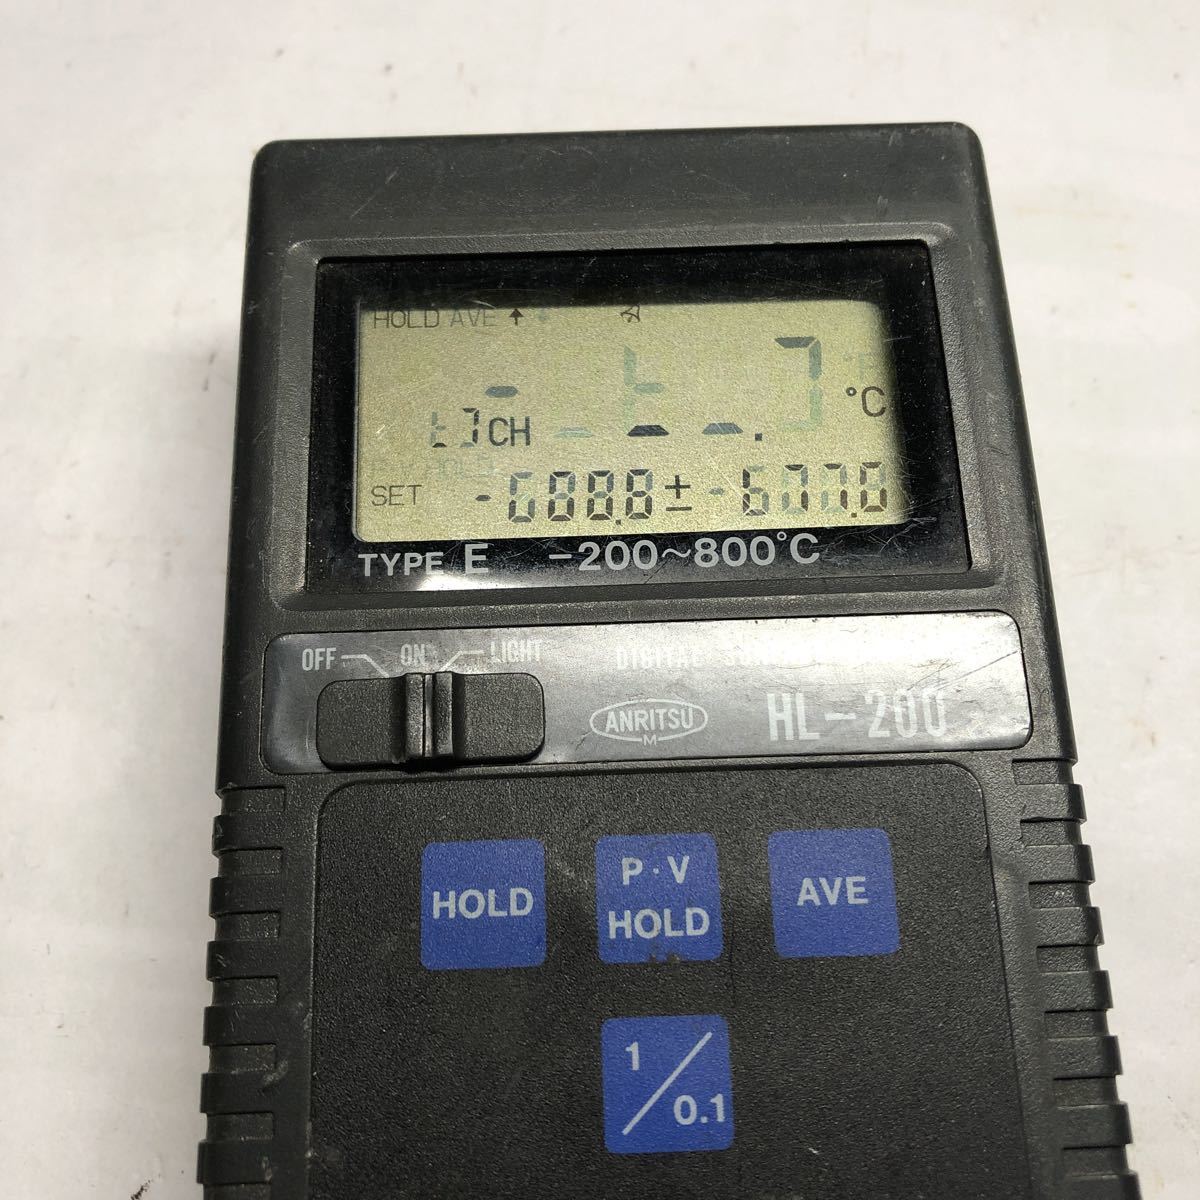 HOLD AVE
°C
CH
SET ±
TYPE E -200~800°C
OFF ON LIGHT
DIGITAL
ANRITSU
M
HL-200
HOLD
P·V
HOLD
AVE
1/0.1